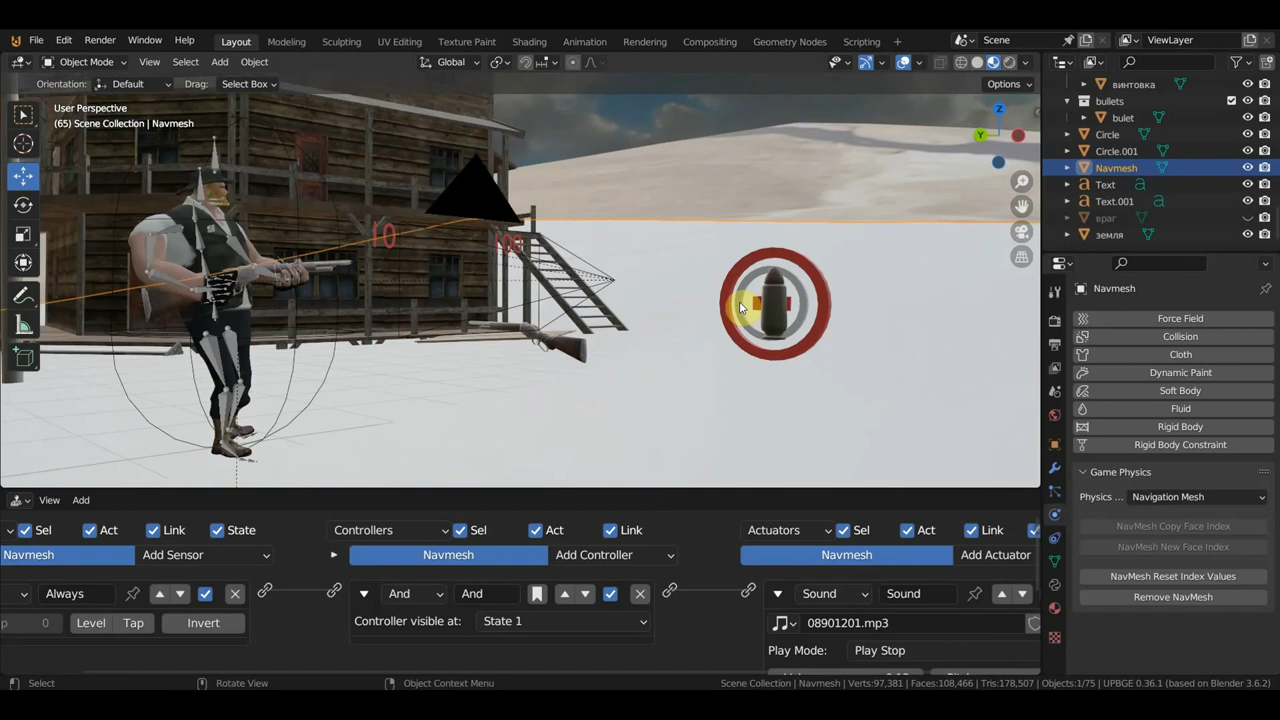 File Edit Render Window Help Layout Modeling Sculpting UV Editing Texture Paint Shading Animation Rendering Compositing Geometry Nodes Scripting + Scene ViewLayer
Object Mode View Select Add Object Global
Orientation: Default Drag: Select Box Options
User Perspective
(65) Scene Collection | Navmesh
Z
Y
10
100
винтовка
bullets
bulet
Circle
Circle.001
Navmesh
Text
Text.001
враг
земля
Navmesh
Force Field
Collision
Cloth
Dynamic Paint
Soft Body
Fluid
Rigid Body
Rigid Body Constraint
Game Physics
Physics ... Navigation Mesh
NavMesh Copy Face Index
NavMesh New Face Index
NavMesh Reset Index Values
Remove NavMesh
View Add
Sel Act Link State Controllers Sel Act Link Actuators Sel Act Link
Navmesh Add Sensor Navmesh Add Controller Navmesh Add Actuator
Always And And Sound Sound
0 Level Tap Invert Controller visible at: State 1 08901201.mp3
Play Mode: Play Stop
Select Rotate View Object Context Menu Scene Collection | Navmesh | Verts:97,381 | Faces:108,466 | Tris:178,507 | Objects:1/75 | UPBGE 0.36.1 (based on Blender 3.6.2)